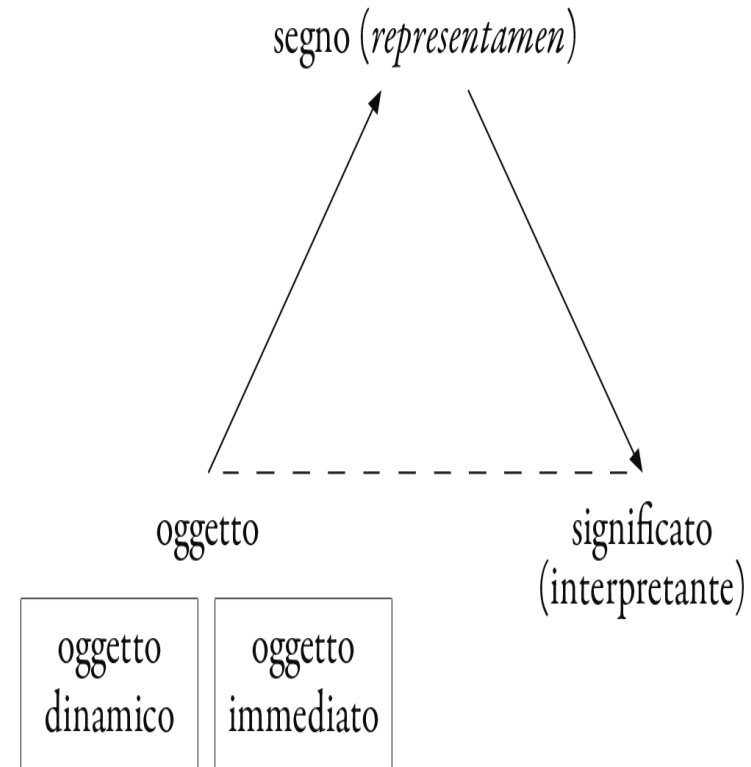 segno (representamen)
oggetto
significato
(interpretante)
oggetto
dinamico
oggetto
immediato